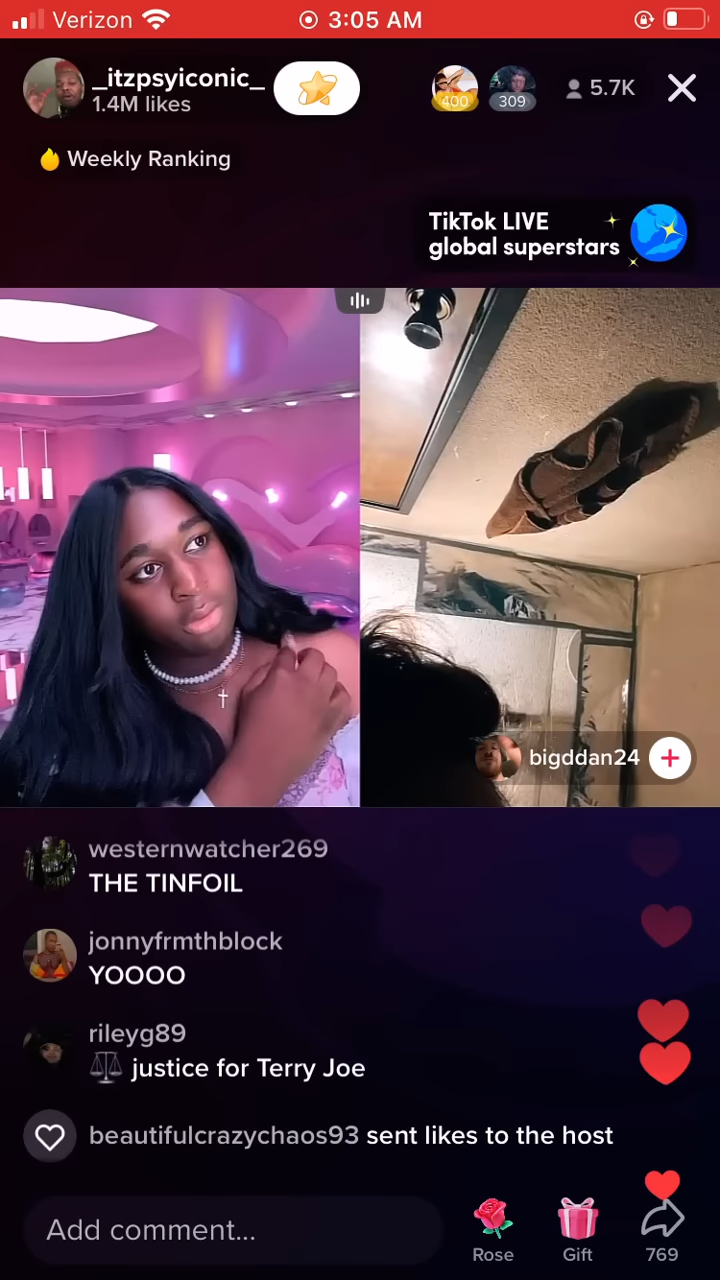 Verizon
3:05 AM
_itzpsyiconic_
1.4M likes
400
309
5.7K
Weekly Ranking
TikTok LIVE
global superstars
bigddan24
westernwatcher269
THE TINFOIL
jonnyfrmthblock
YOOOO
rileyg89
⚖️ justice for Terry Joe
beautifulcrazychaos93 sent likes to the host
Add comment...
Rose
Gift
769